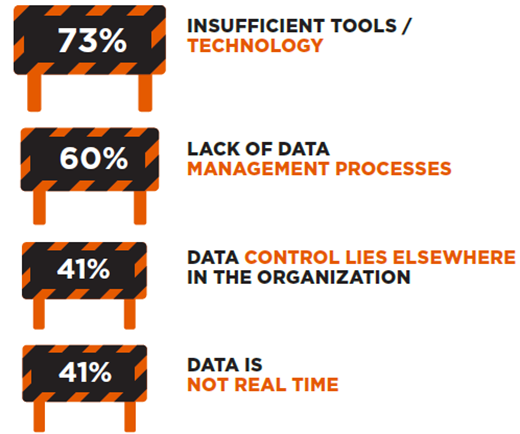 73%
INSUFFICIENT TOOLS /
TECHNOLOGY
60%
LACK OF DATA
MANAGEMENT PROCESSES
41%
DATA CONTROL LIES ELSEWHERE
IN THE ORGANIZATION
41%
DATA IS
NOT REAL TIME